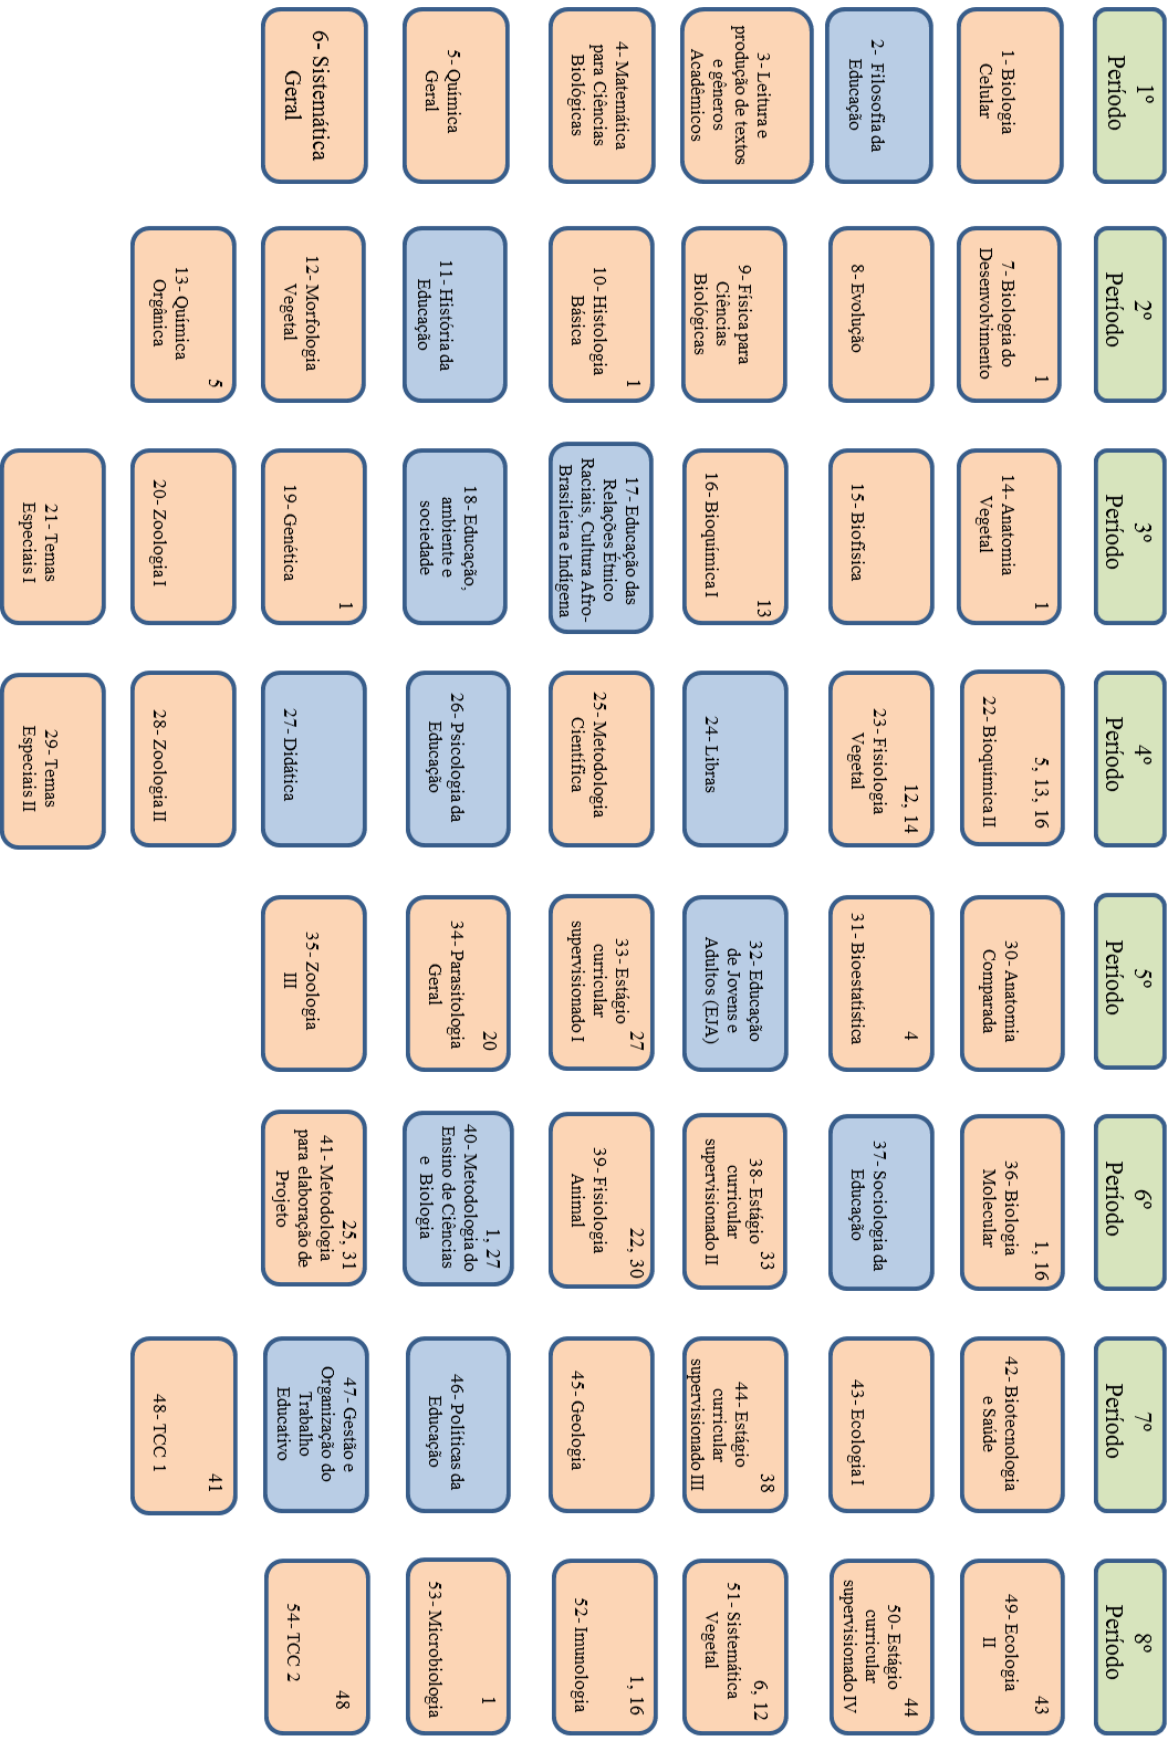 1º
Período
1- Biologia
Celular
2- Filosofia da
Educação
3- Leitura e
produção de textos
e gêneros
Acadêmicos
4- Matemática
para Ciências
Biológicas
5- Química
Geral
6- Sistemática
Geral
2º
Período
1
7- Biologia do
Desenvolvimento
8- Evolução
9- Física para
Ciências
Biológicas
1
10- Histologia
Básica
11- História da
Educação
12- Morfologia
Vegetal
5
13- Química
Orgânica
3º
Período
1
14- Anatomia
Vegetal
15- Biofísica
13
16- Bioquímica I
17- Educação das
Relações Étnico
Raciais, Cultura Afro-
Brasileira e Indígena
18- Educação,
ambiente e
sociedade
1
19- Genética
20- Zoologia I
21- Temas
Especiais I
4º
Período
5, 13, 16
22- Bioquímica II
12, 14
23- Fisiologia
Vegetal
24- Libras
25- Metodologia
Científica
26- Psicologia da
Educação
27- Didática
28- Zoologia II
29- Temas
Especiais II
5º
Período
30- Anatomia
Comparada
4
31- Bioestatística
32- Educação
de Jovens e
Adultos (EJA)
27
33- Estágio
curricular
supervisionado I
20
34- Parasitologia
Geral
35- Zoologia
III
6º
Período
1, 16
36- Biologia
Molecular
37- Sociologia da
Educação
33
38- Estágio
curricular
supervisionado II
22, 30
39- Fisiologia
Animal
1, 27
40- Metodologia do
Ensino de Ciências
e Biologia
25, 31
41- Metodologia
para elaboração de
Projeto
7º
Período
42- Biotecnologia
e Saúde
43- Ecologia I
38
44- Estágio
curricular
supervisionado III
45- Geologia
46- Políticas da
Educação
47- Gestão e
Organização do
Trabalho
Educativo
41
48- TCC 1
8º
Período
43
49- Ecologia
II
44
50- Estágio
curricular
supervisionado IV
6, 12
51- Sistemática
Vegetal
1, 16
52- Imunologia
1
53- Microbiologia
48
54- TCC 2